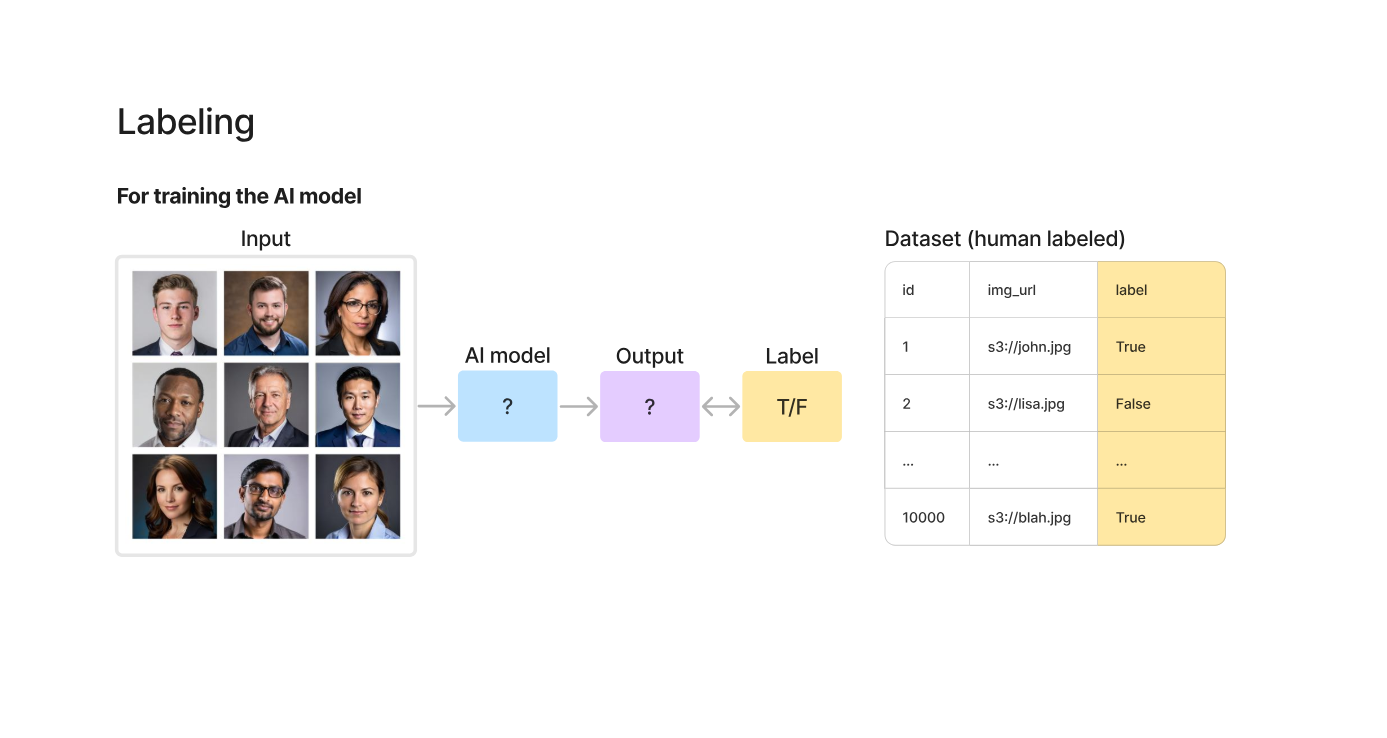 Labeling
For training the AI model
Input
AI model
?
Output
?
Label
T/F
Dataset (human labeled)
id img_url label
1 s3://john.jpg True
2 s3://lisa.jpg False
... ... ...
10000 s3://blah.jpg True